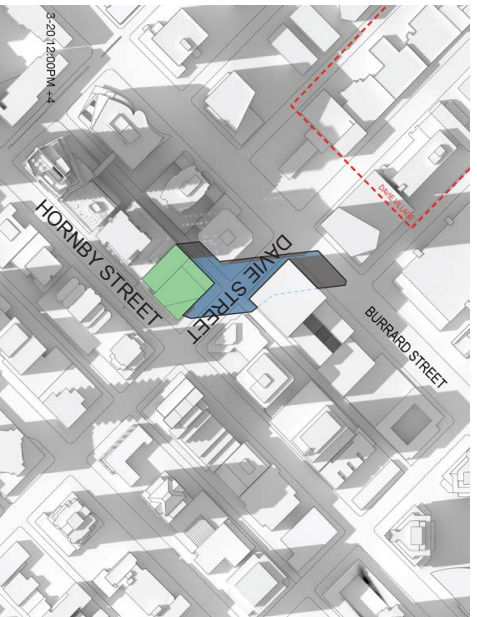 3-20 12:00PM +4
DAVIE VILLAGE
HORNBY STREET
DAVIE STREET
BURRARD STREET